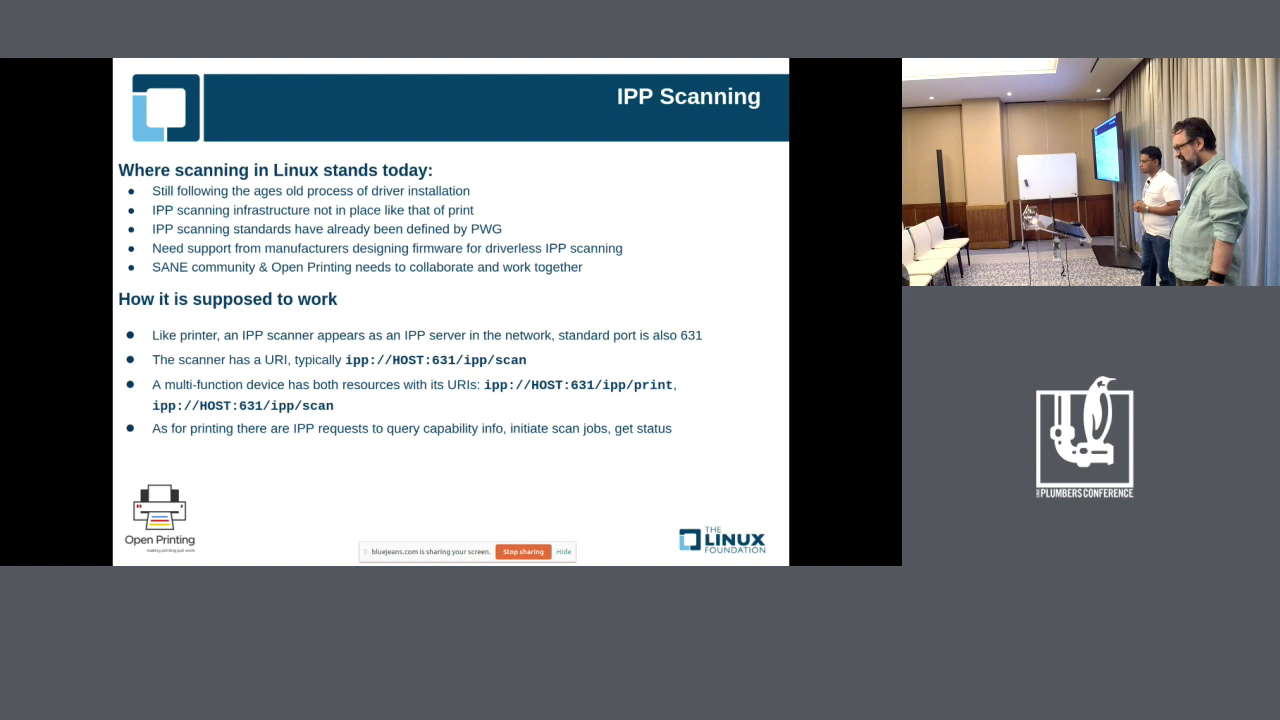 IPP Scanning
Where scanning in Linux stands today:
● Still following the ages old process of driver installation
● IPP scanning infrastructure not in place like that of print
● IPP scanning standards have already been defined by PWG
● Need support from manufacturers designing firmware for driverless IPP scanning
● SANE community & Open Printing needs to collaborate and work together
How it is supposed to work
● Like printer, an IPP scanner appears as an IPP server in the network, standard port is also 631
● The scanner has a URI, typically ipp://HOST:631/ipp/scan
● A multi-function device has both resources with its URIs: ipp://HOST:631/ipp/print,
ipp://HOST:631/ipp/scan
● As for printing there are IPP requests to query capability info, initiate scan jobs, get status
Open Printing
making printing just work
bluejeans.com is sharing your screen. Stop sharing Hide
THE
LINUX
FOUNDATION
PLUMBERS CONFERENCE